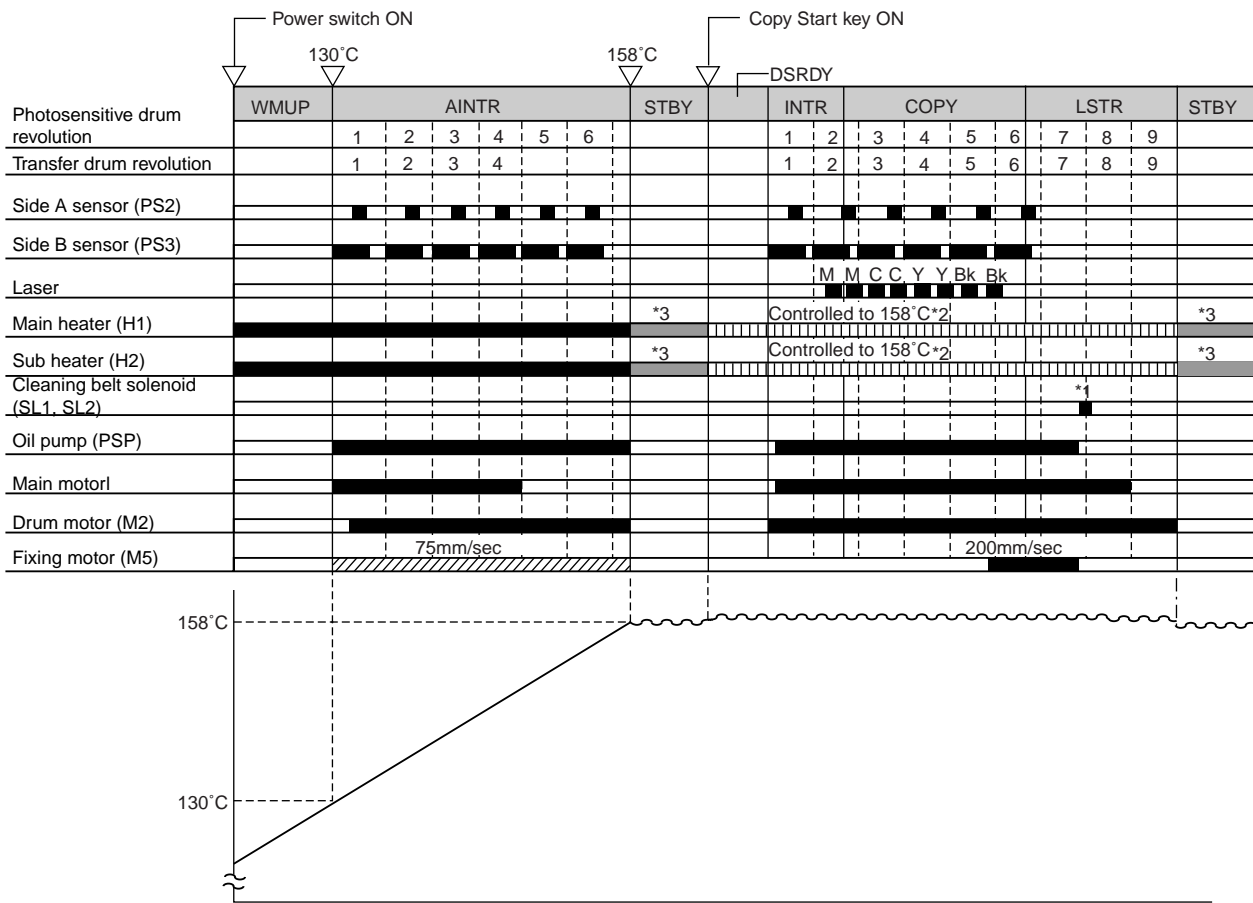 Power switch ON Copy Start key ON
130˚C 158˚C
DSRDY
WMUP AINTR STBY INTR COPY LSTR STBY
Photosensitive drum
revolution 1 2 3 4 5 6 1 2 3 4 5 6 7 8 9
Transfer drum revolution 1 2 3 4 1 2 3 4 5 6 7 8 9
Side A sensor (PS2)
Side B sensor (PS3)
M M C C Y Y Bk Bk
Laser
*3 Controlled to 158˚C*2 *3
Main heater (H1)
*3 Controlled to 158˚C*2 *3
Sub heater (H2)
Cleaning belt solenoid
(SL1, SL2) *1
Oil pump (PSP)
Main motorl
Drum motor (M2)
75mm/sec 200mm/sec
Fixing motor (M5)
158˚C
130˚C